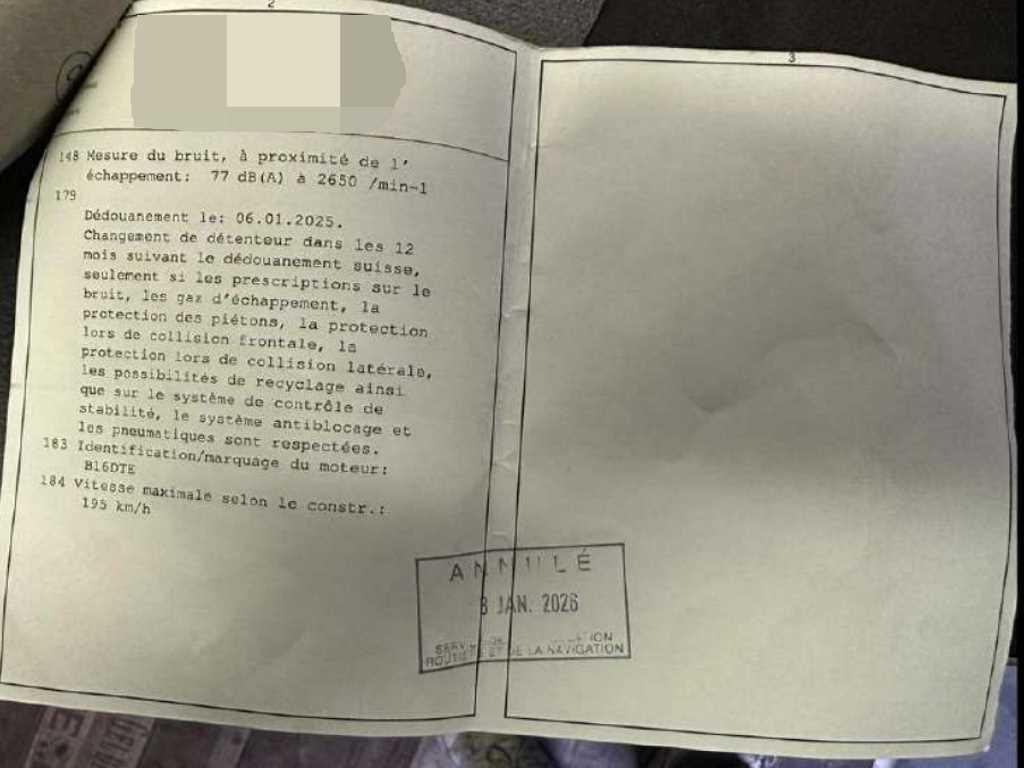 2
3
148 Mesure du bruit, à proximité de l'
échappement: 77 dB(A) à 2650 /min-1
179
Dédouanement le: 06.01.2025.
Changement de détenteur dans les 12
mois suivant le dédouanement suisse,
seulement si les prescriptions sur le
bruit, les gaz d'échappement, la
protection des piétons, la protection
lors de collision frontale, la
protection lors de collision latérale,
les possibilités de recyclage ainsi
que sur le système de contrôle de
stabilité, le système antiblocage et
les pneumatiques sont respectées.
183 Identification/marquage du moteur:
B16DTE
184 Vitesse maximale selon le constr.:
195 km/h
ANNULÉ
8 JAN. 2026
ET DE LA NAVIGATION